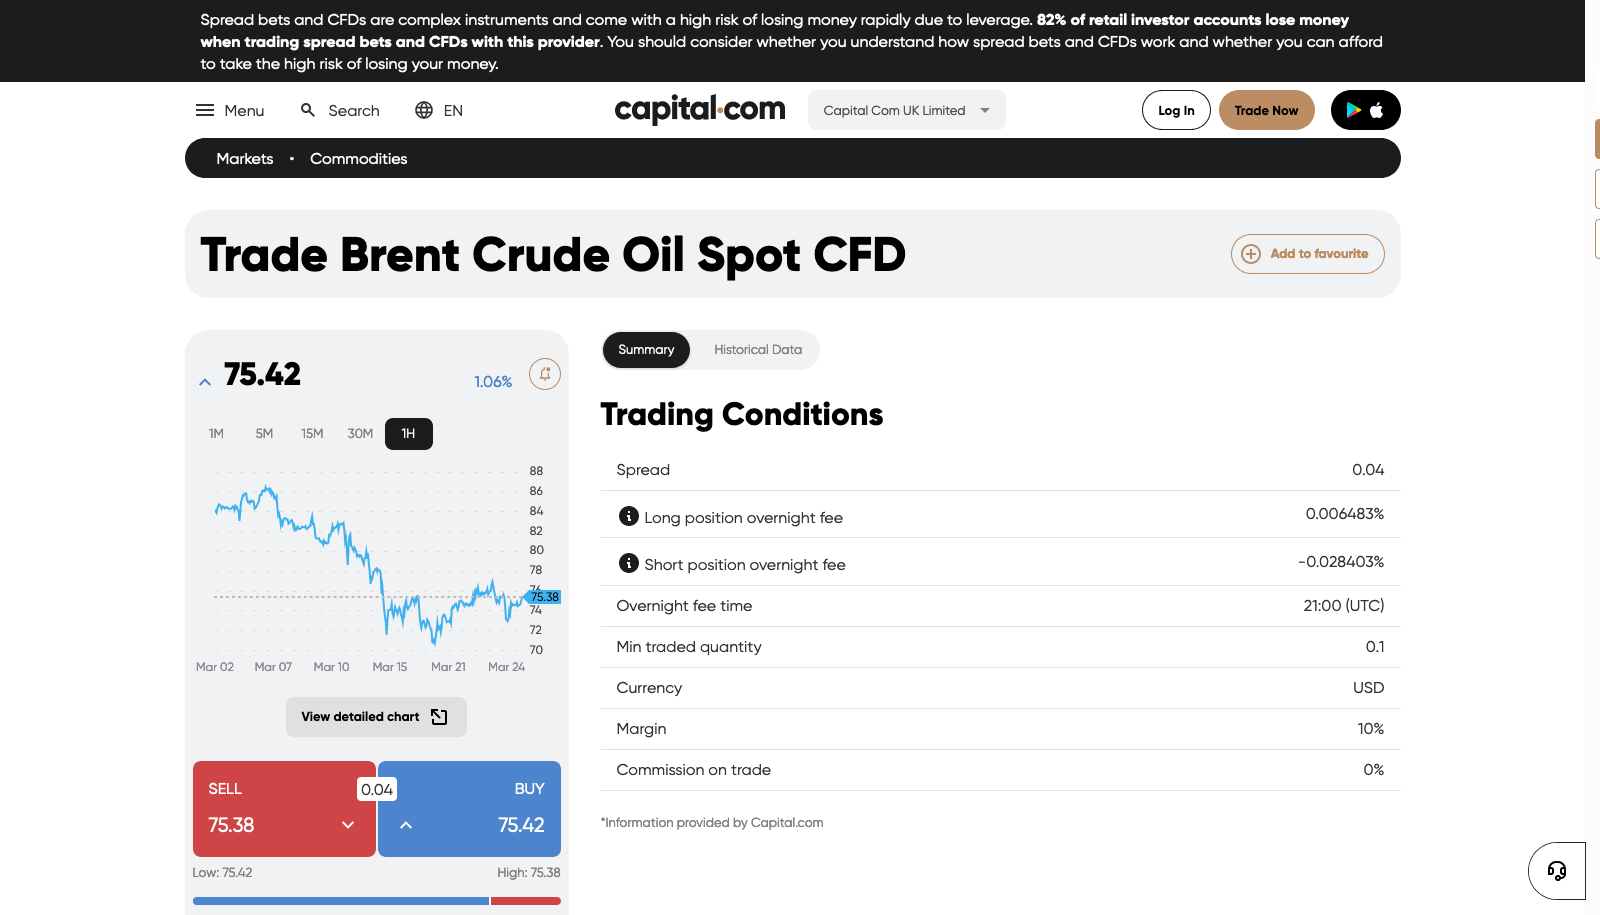 Spread bets and CFDs are complex instruments and come with a high risk of losing money rapidly due to leverage. 82% of retail investor accounts lose money
when trading spread bets and CFDs with this provider. You should consider whether you understand how spread bets and CFDs work and whether you can afford
to take the high risk of losing your money.
Menu
Search
EN
capital.com
Capital Com UK Limited
Log In
Trade Now
Markets • Commodities
Trade Brent Crude Oil Spot CFD
Add to favourite
75.42
1.06%
1M 5M 15M 30M 1H
88
86
84
82
80
78
76
75.38
74
72
70
Mar 02 Mar 07 Mar 10 Mar 15 Mar 21 Mar 24
View detailed chart
SELL
75.38
0.04
BUY
75.42
Low: 75.42
High: 75.38
Summary
Historical Data
Trading Conditions
Spread 0.04
Long position overnight fee 0.006483%
Short position overnight fee -0.028403%
Overnight fee time 21:00 (UTC)
Min traded quantity 0.1
Currency USD
Margin 10%
Commission on trade 0%
*Information provided by Capital.com